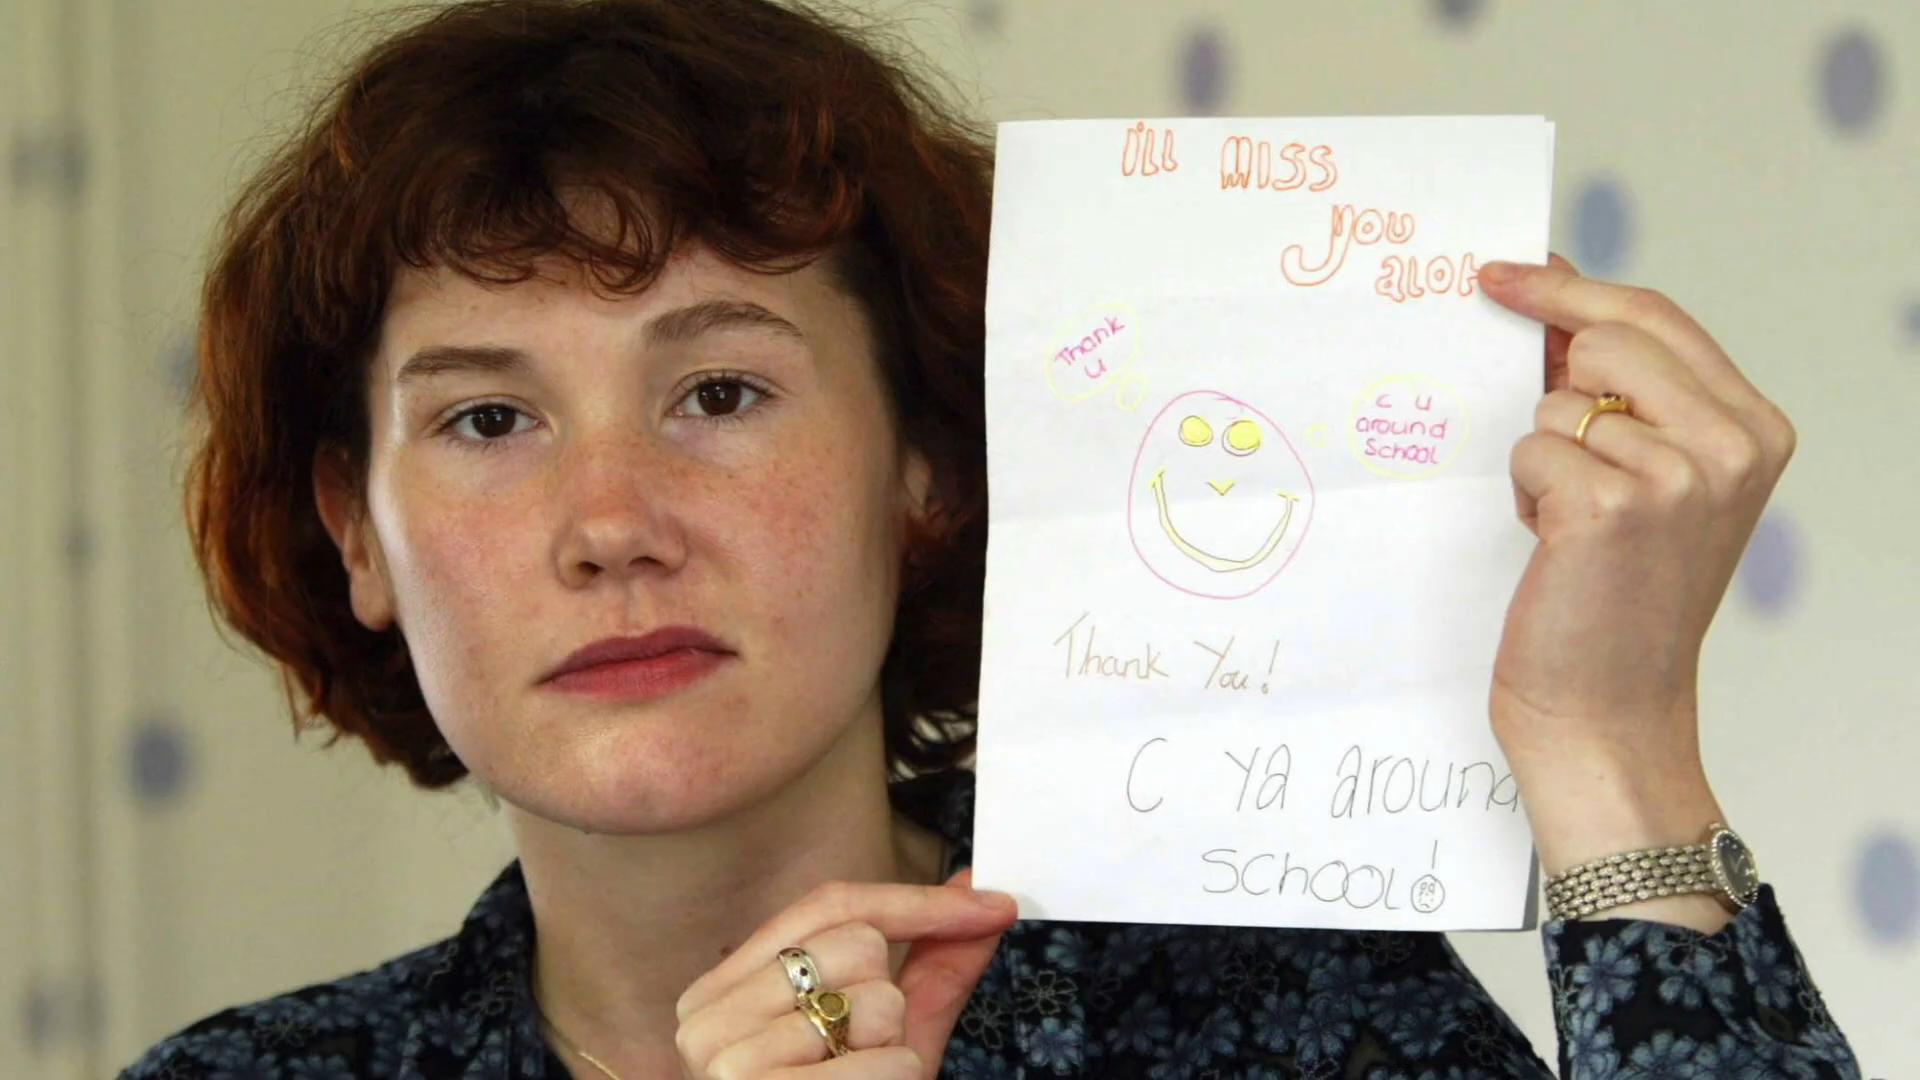 ill miss
you
alot
Thank
u
c u
around
School
Thank You!
C ya around
School!